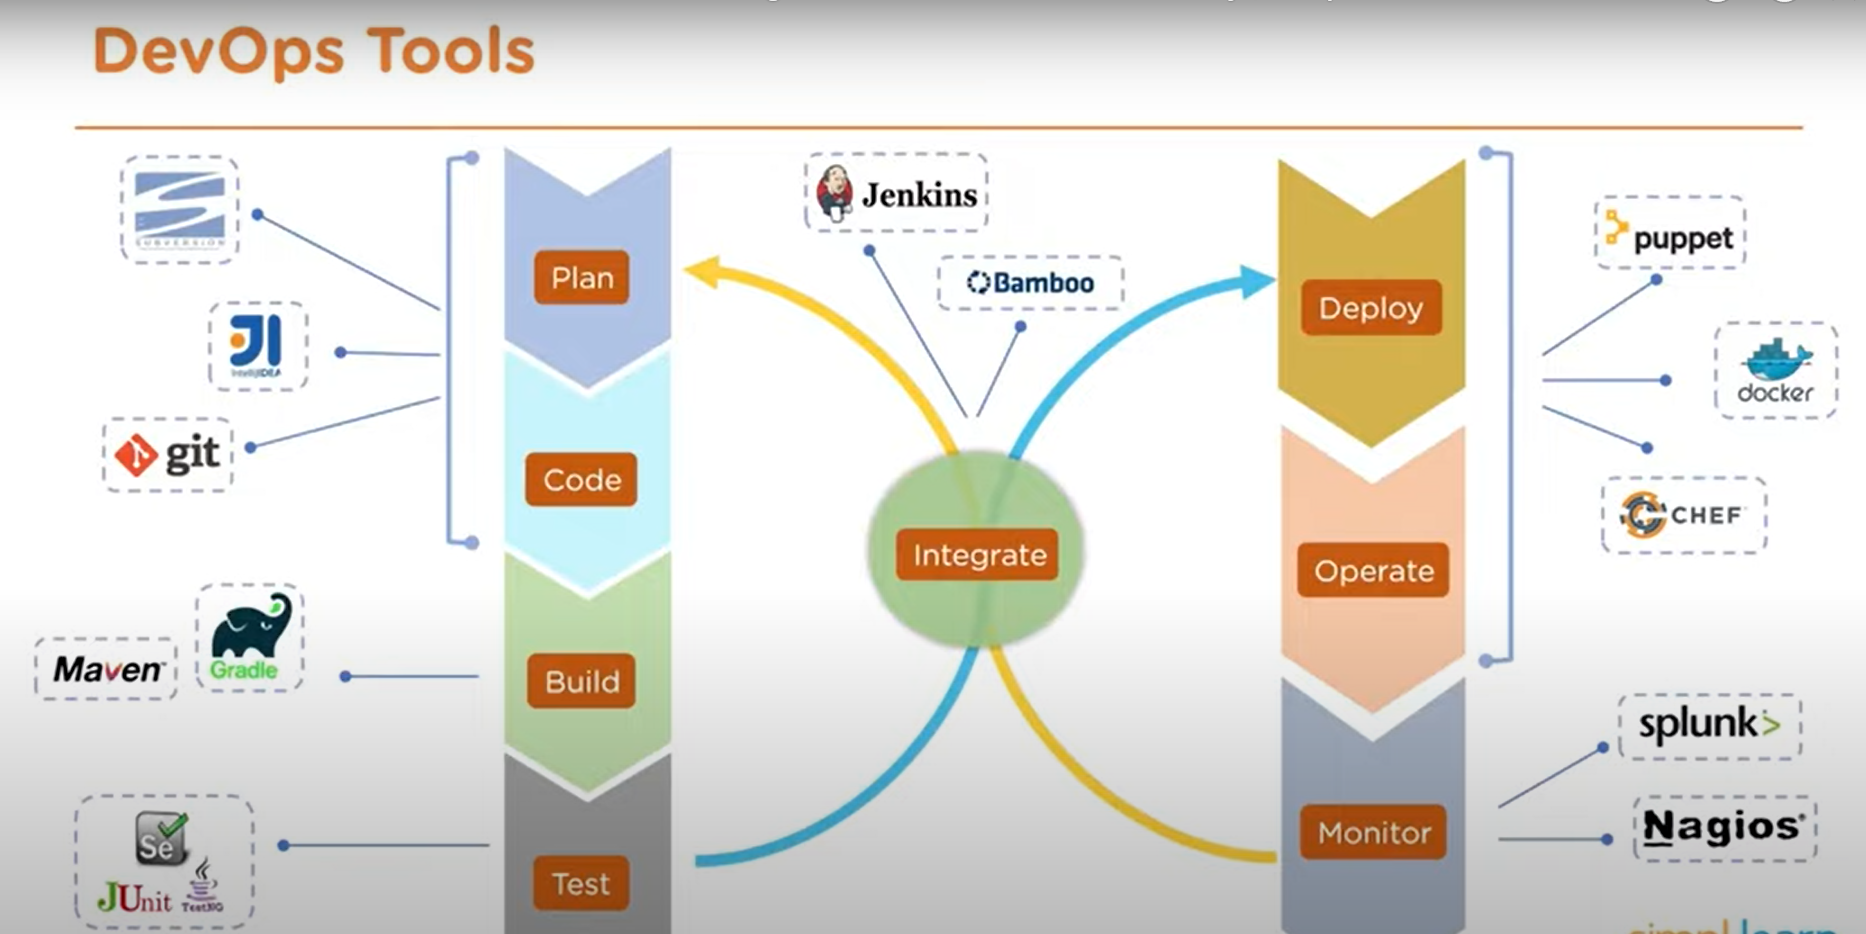 DevOps Tools
SUBVERSION
IntelliJIDEA
git
Maven
Gradle
Se
JUnit
TestNG
Plan
Code
Build
Test
Jenkins
Bamboo
Integrate
Deploy
Operate
Monitor
puppet
docker
CHEF
splunk>
Nagios®